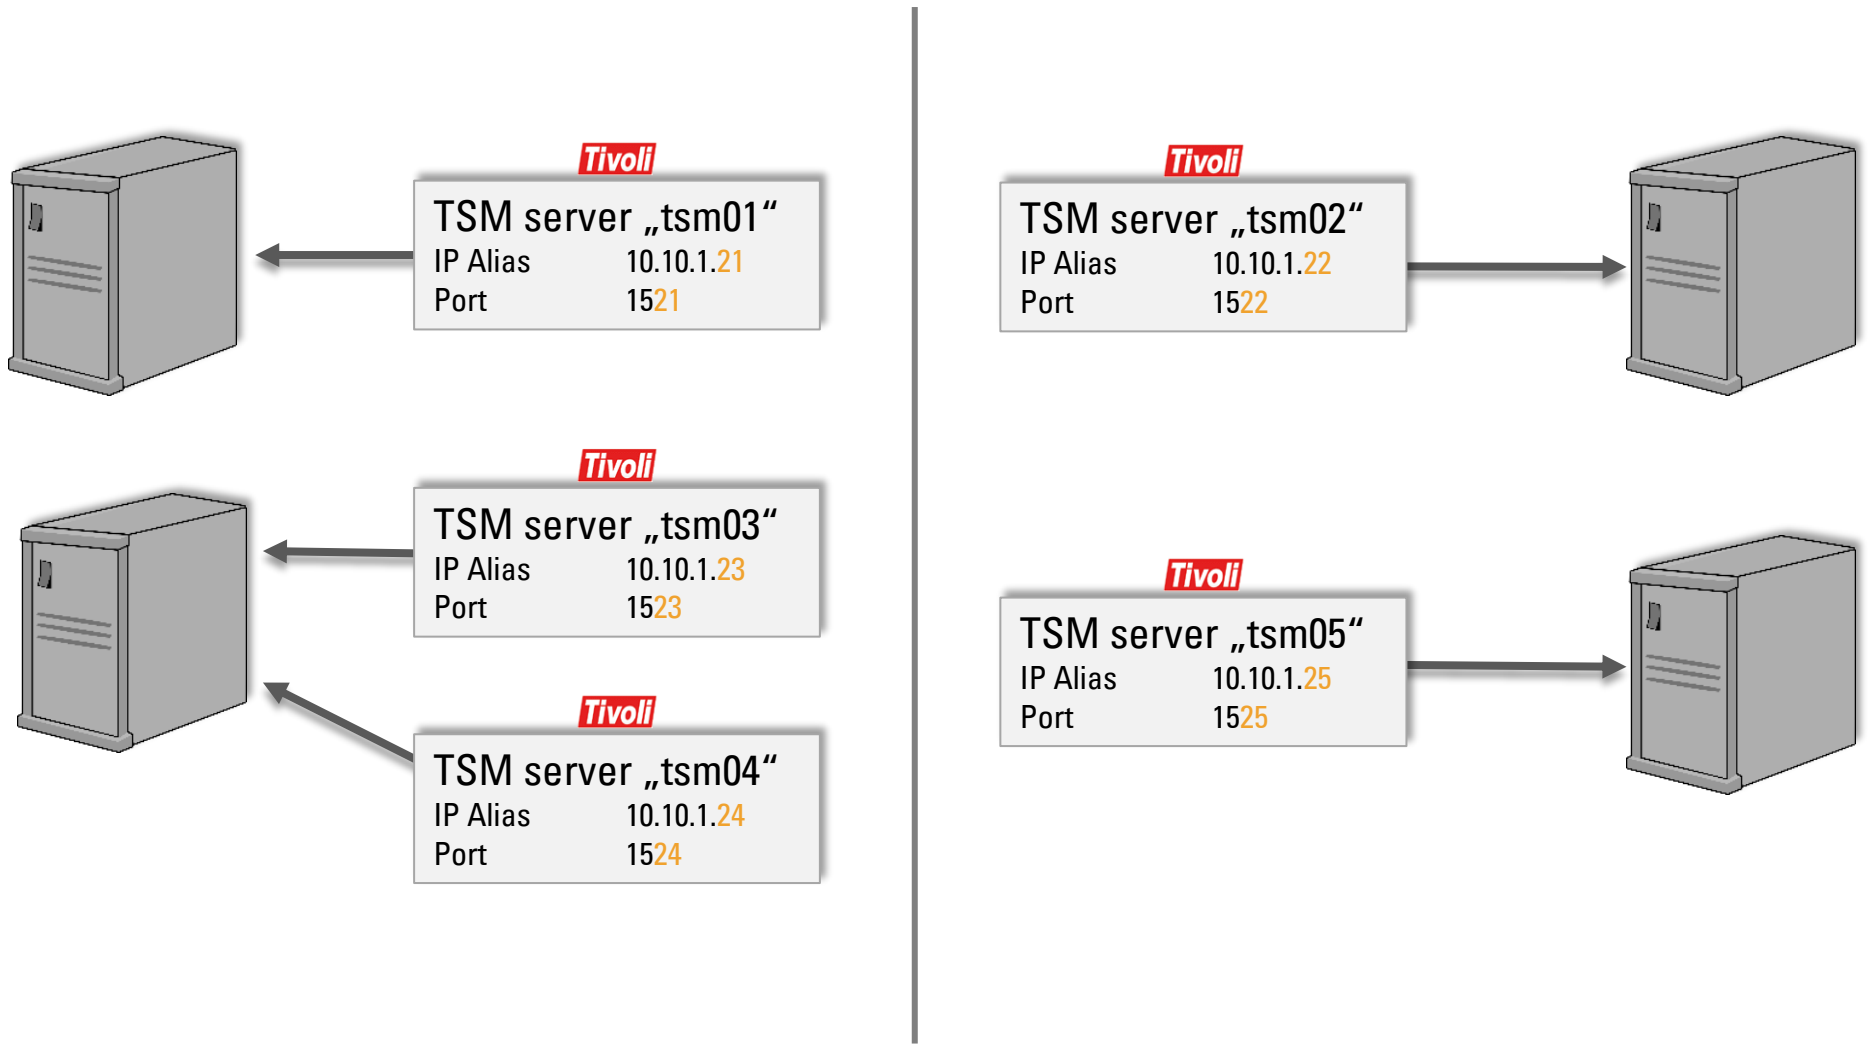 Tivoli
TSM server „tsm01“
IP Alias 10.10.1.21
Port 1521
Tivoli
TSM server „tsm03“
IP Alias 10.10.1.23
Port 1523
Tivoli
TSM server „tsm04“
IP Alias 10.10.1.24
Port 1524
Tivoli
TSM server „tsm02“
IP Alias 10.10.1.22
Port 1522
Tivoli
TSM server „tsm05“
IP Alias 10.10.1.25
Port 1525